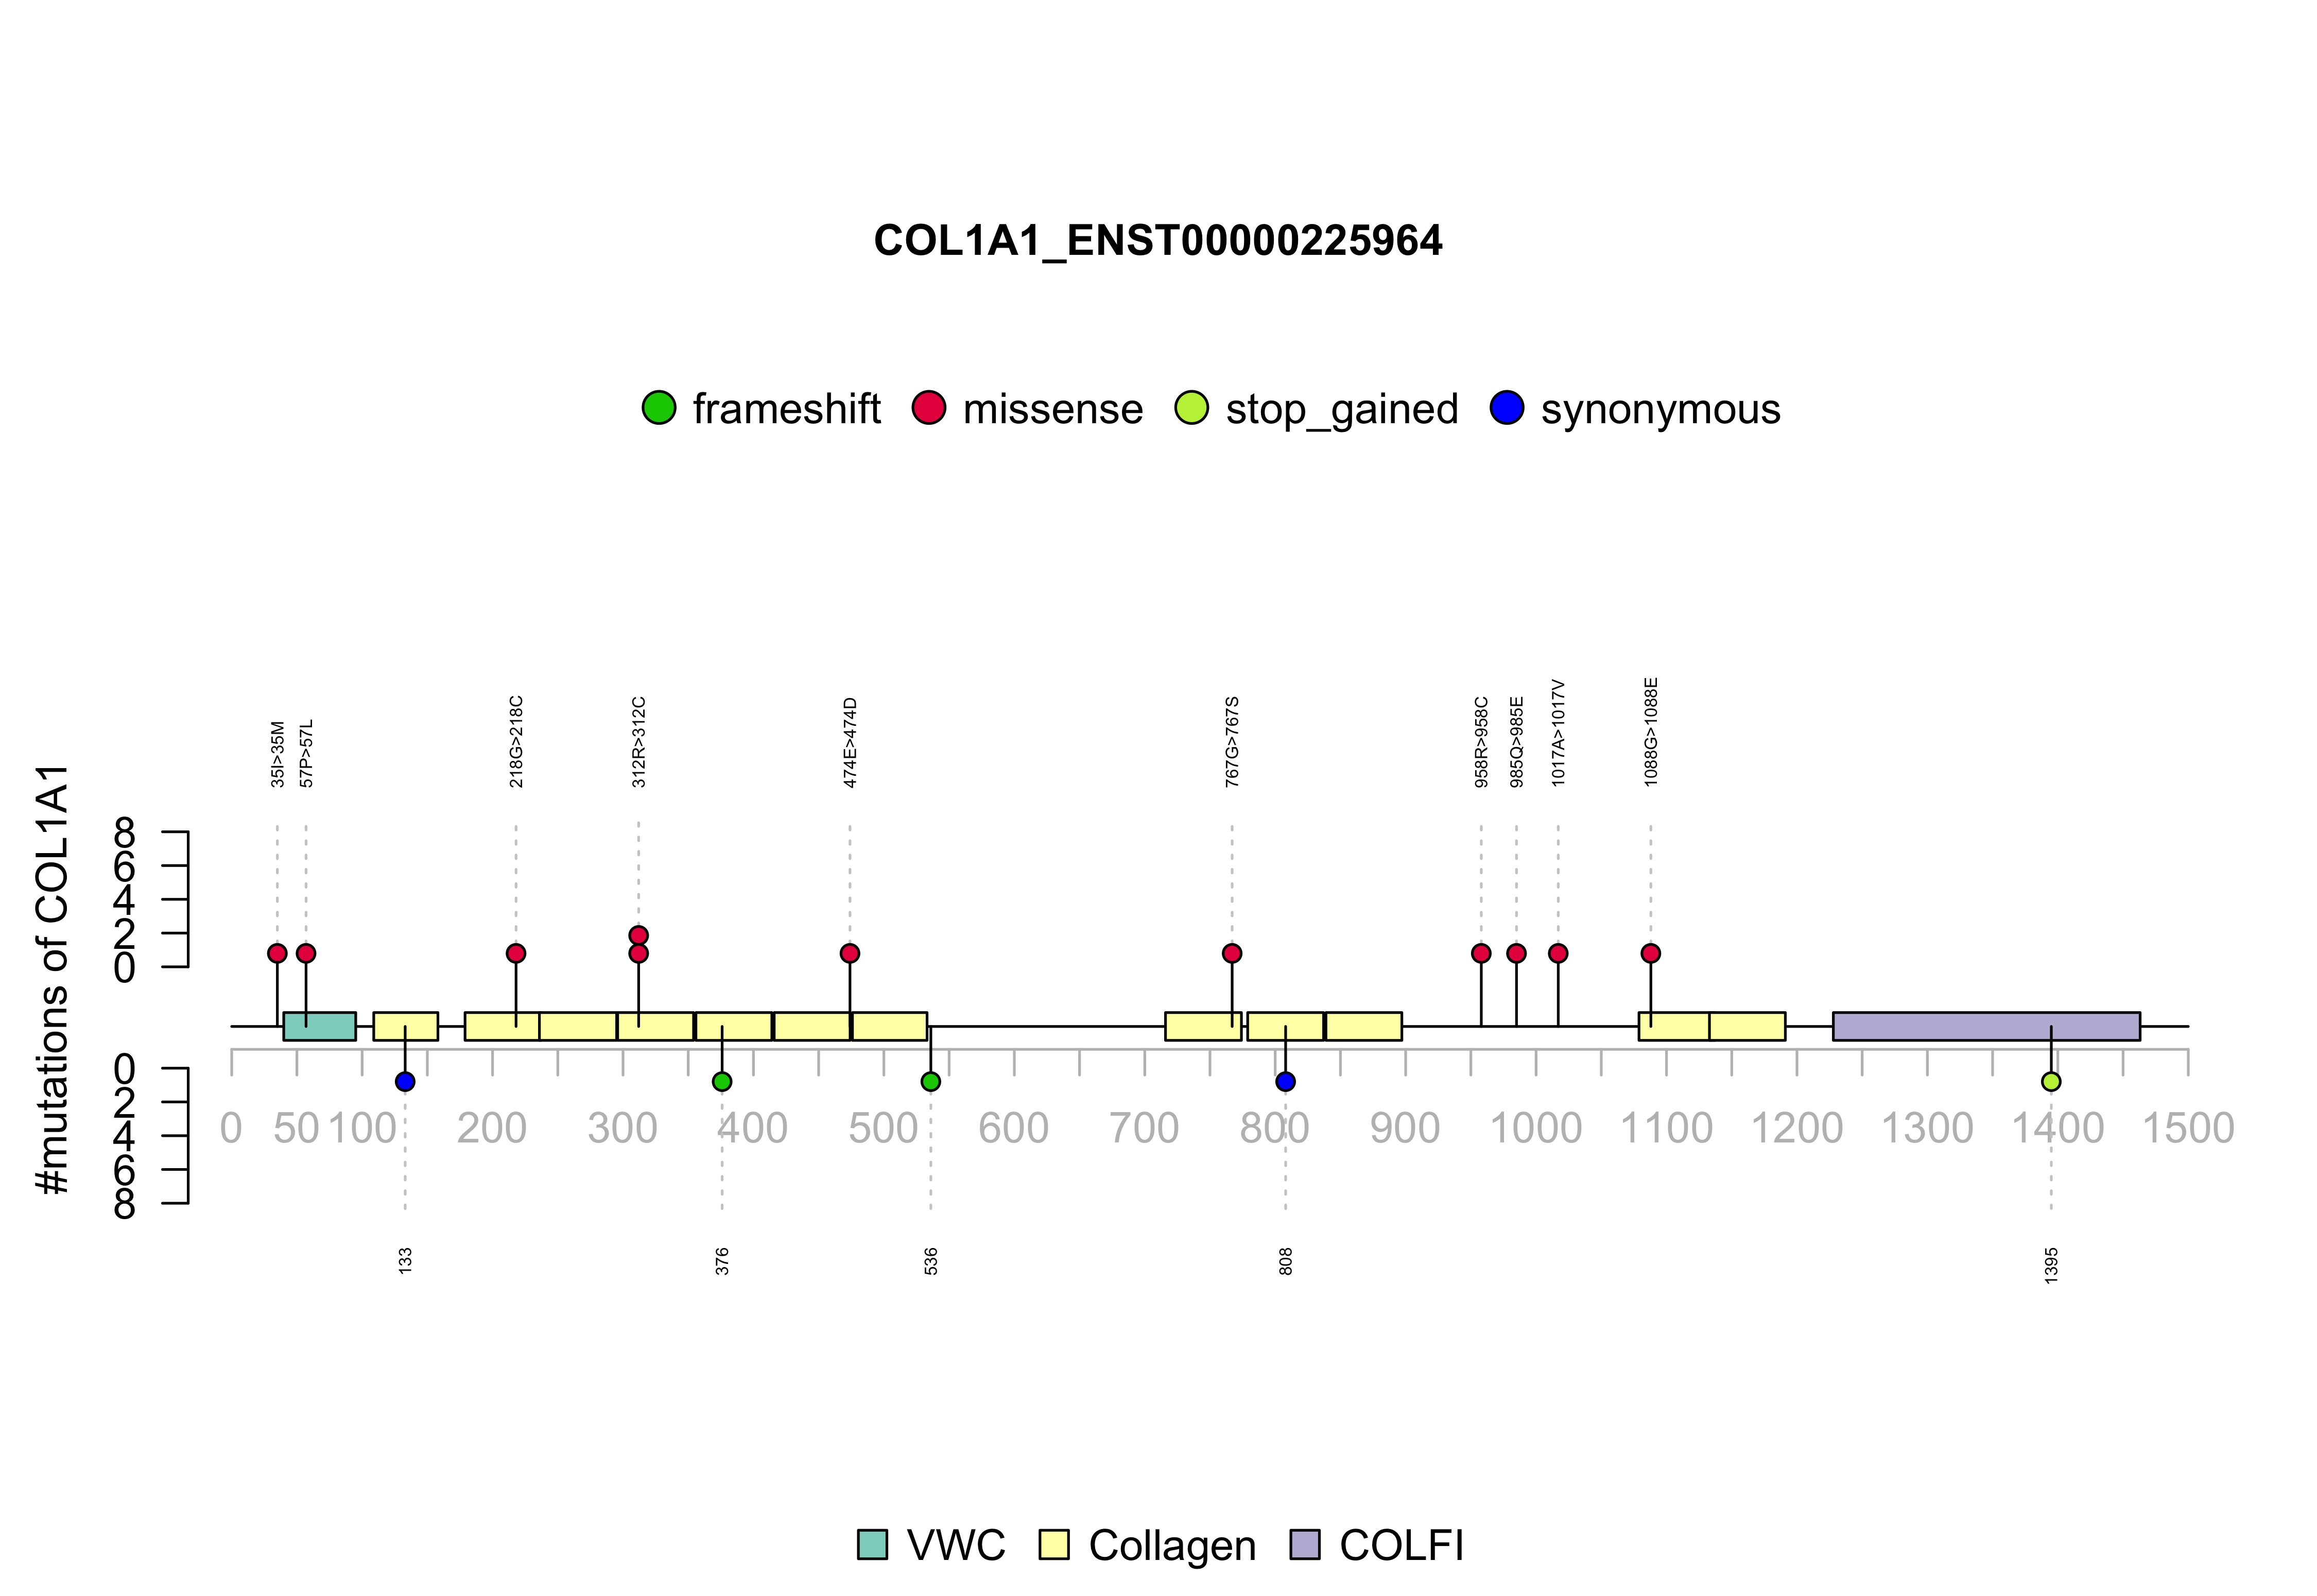 COL1A1_ENST00000225964
frameshift missense stop_gained synonymous
35I>35M
57P>57L
218G>218C
312R>312C
474E>474D
767G>767S
958R>958C
985Q>985E
1017A>1017V
1088G>1088E
#mutations of COL1A1
8
6
4
2
0
0
2
4
6
8
0 50 100 200 300 400 500 600 700 800 900 1000 1100 1200 1300 1400 1500
133
376
536
808
1395
VWC Collagen COLFI